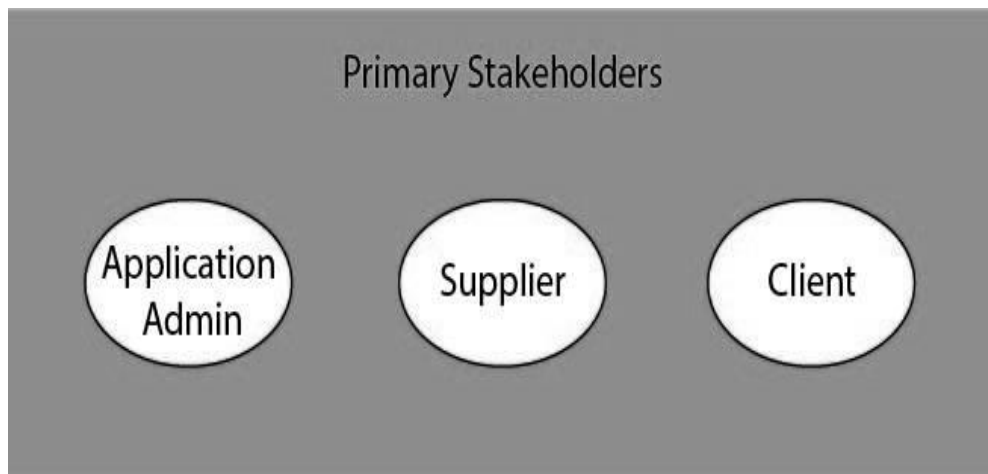 Primary Stakeholders
Application
Admin
Supplier
Client